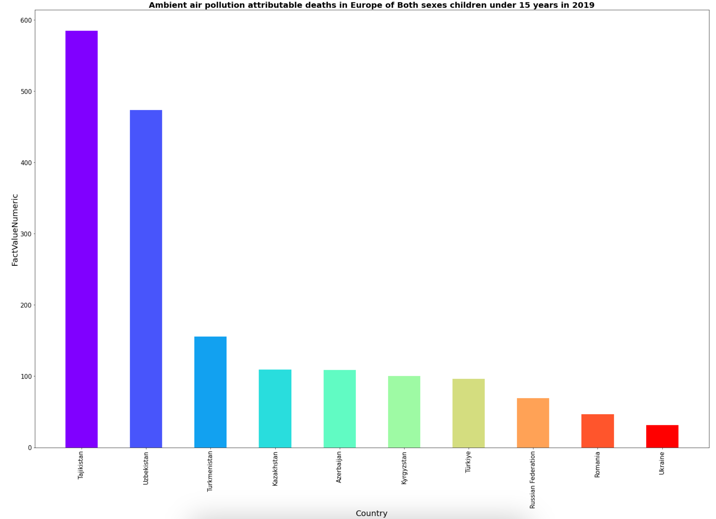 Ambient air pollution attributable deaths in Europe of Both sexes children under 15 years in 2019
600
500
400
300
200
100
0
FactValueNumeric
Tajikistan
Uzbekistan
Turkmenistan
Kazakhstan
Azerbaijan
Kyrgyzstan
Türkiye
Russian Federation
Romania
Ukraine
Country